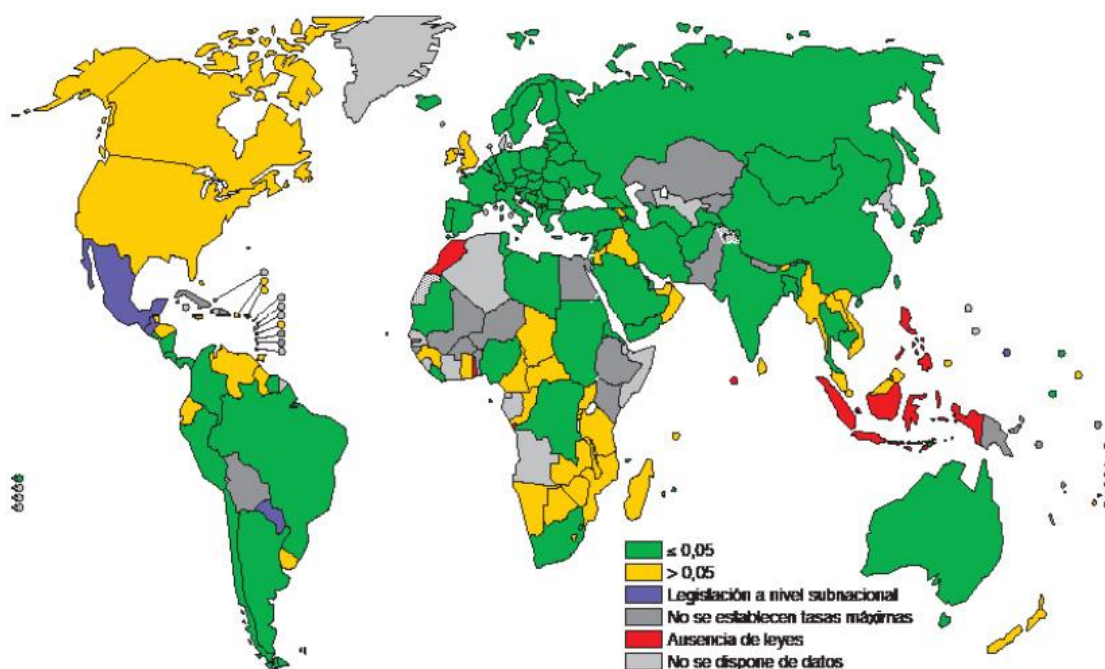 ≤ 0,05
> 0,05
Legislación a nivel subnacional
No se establecen tasas máximas
Ausencia de leyes
No se dispone de datos